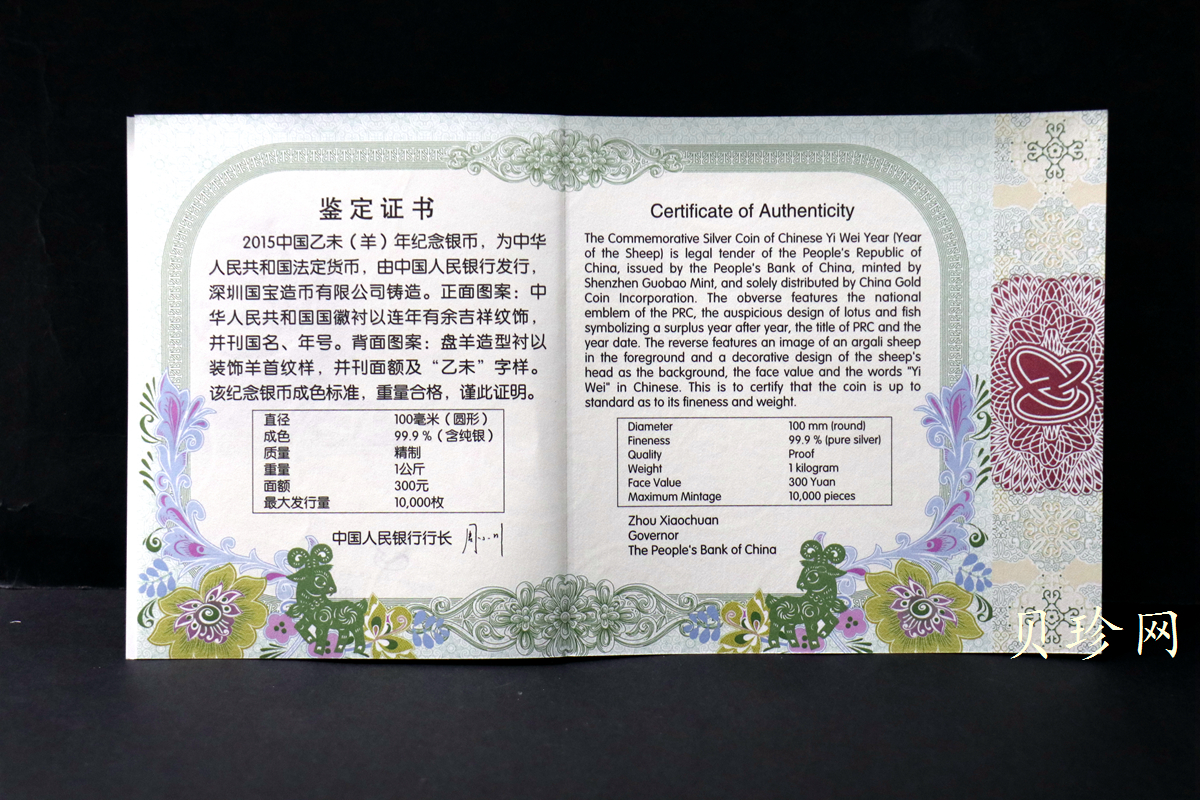 鉴定证书
2015中国乙未（羊）年纪念银币，为中华
人民共和国法定货币，由中国人民银行发行，
深圳国宝造币有限公司铸造。正面图案：中
华人民共和国国徽衬以连年有余吉祥纹饰，
并刊国名、年号。背面图案：盘羊造型衬以
装饰羊首纹样，并刊面额及“乙未”字样。
该纪念银币成色标准，重量合格，谨此证明。
直径 100毫米（圆形）
成色 99.9%（含纯银）
质量 精制
重量 1公斤
面额 300元
最大发行量 10,000枚
中国人民银行行长
Certificate of Authenticity
The Commemorative Silver Coin of Chinese Yi Wei Year (Year
of the Sheep) is legal tender of the People's Republic of
China, issued by the People's Bank of China, minted by
Shenzhen Guobao Mint, and solely distributed by China Gold
Coin Incorporation. The obverse features the national
emblem of the PRC, the auspicious design of lotus and fish
symbolizing a surplus year after year, the title of PRC and the
year date. The reverse features an image of an argali sheep
in the foreground and a decorative design of the sheep's
head as the background, the face value and the words "Yi
Wei" in Chinese. This is to certify that the coin is up to
standard as to its fineness and weight.
Diameter 100 mm (round)
Fineness 99.9 % (pure silver)
Quality Proof
Weight 1 kilogram
Face Value 300 Yuan
Maximum Mintage 10,000 pieces
Zhou Xiaochuan
Governor
The People's Bank of China
贝珍网